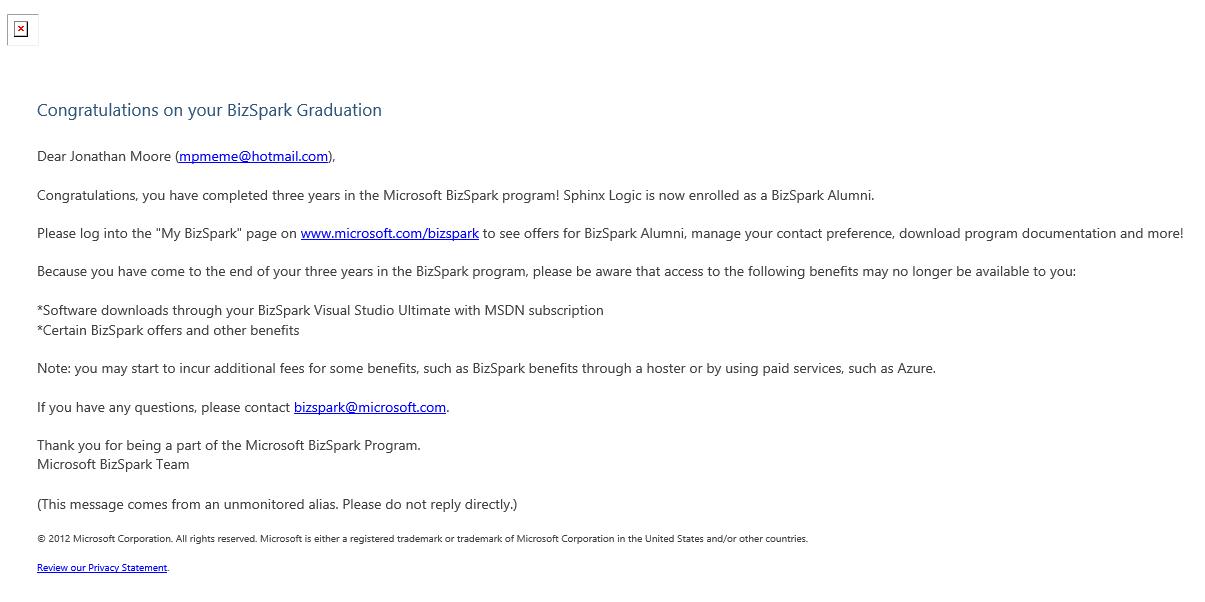 Congratulations on your BizSpark Graduation
Dear Jonathan Moore (mpmeme@hotmail.com),
Congratulations, you have completed three years in the Microsoft BizSpark program! Sphinx Logic is now enrolled as a BizSpark Alumni.
Please log into the "My BizSpark" page on www.microsoft.com/bizspark to see offers for BizSpark Alumni, manage your contact preference, download program documentation and more!
Because you have come to the end of your three years in the BizSpark program, please be aware that access to the following benefits may no longer be available to you:
*Software downloads through your BizSpark Visual Studio Ultimate with MSDN subscription
*Certain BizSpark offers and other benefits
Note: you may start to incur additional fees for some benefits, such as BizSpark benefits through a hoster or by using paid services, such as Azure.
If you have any questions, please contact bizspark@microsoft.com.
Thank you for being a part of the Microsoft BizSpark Program.
Microsoft BizSpark Team
(This message comes from an unmonitored alias. Please do not reply directly.)
© 2012 Microsoft Corporation. All rights reserved. Microsoft is either a registered trademark or trademark of Microsoft Corporation in the United States and/or other countries.
Review our Privacy Statement.